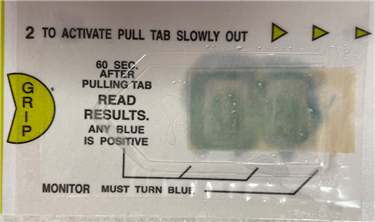 2 TO ACTIVATE PULL TAB SLOWLY OUT
GRIP
60 SEC.
AFTER
PULLING TAB
READ
RESULTS.
ANY BLUE
IS POSITIVE
MONITOR MUST TURN BLUE